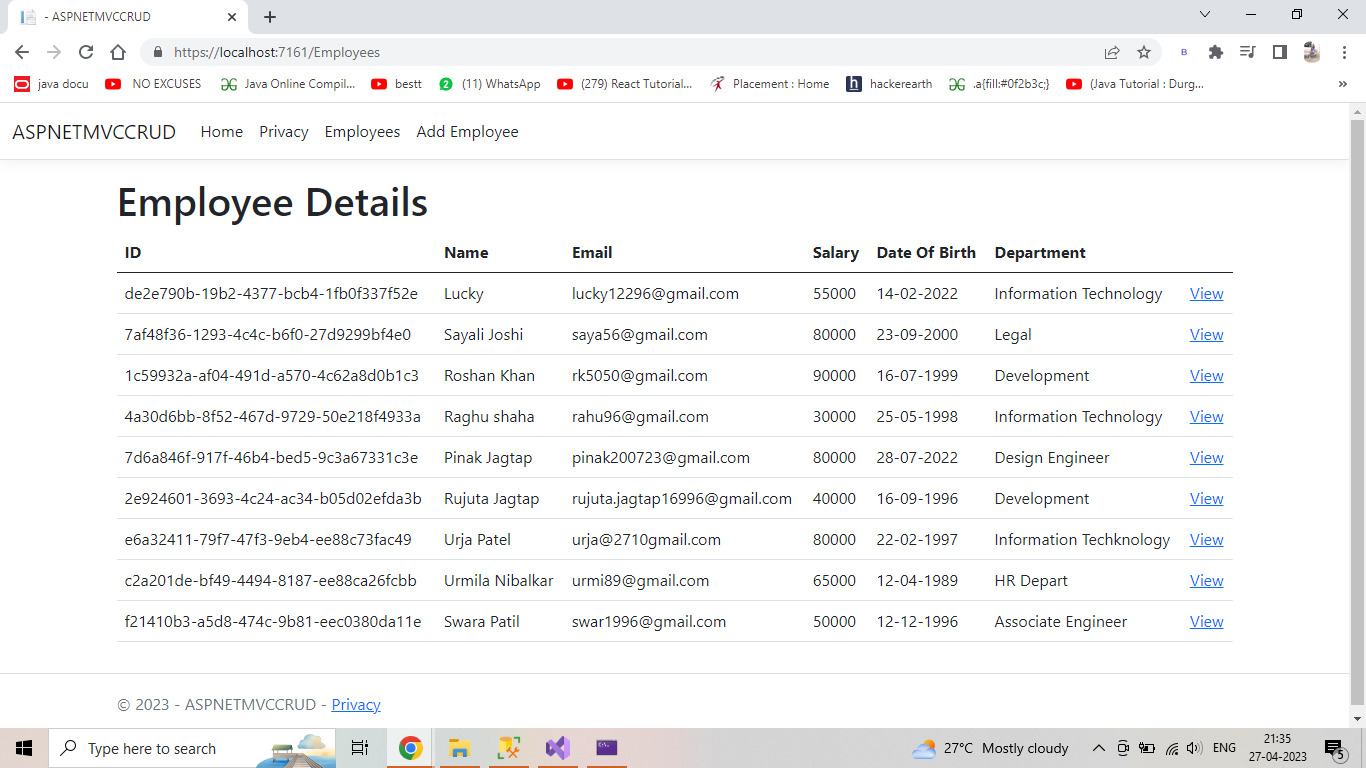 - ASPNETMVCCRUD
https://localhost:7161/Employees
B
java docu NO EXCUSES Java Online Compil... bestt (11) WhatsApp (279) React Tutorial... Placement : Home hackerearth .a{fill:#0f2b3c;} (Java Tutorial : Durg... »
ASPNETMVCCRUD Home Privacy Employees Add Employee
Employee Details
ID Name Email Salary Date Of Birth Department
de2e790b-19b2-4377-bcb4-1fb0f337f52e Lucky lucky12296@gmail.com 55000 14-02-2022 Information Technology View
7af48f36-1293-4c4c-b6f0-27d9299bf4e0 Sayali Joshi saya56@gmail.com 80000 23-09-2000 Legal View
1c59932a-af04-491d-a570-4c62a8d0b1c3 Roshan Khan rk5050@gmail.com 90000 16-07-1999 Development View
4a30d6bb-8f52-467d-9729-50e218f4933a Raghu shaha rahu96@gmail.com 30000 25-05-1998 Information Technology View
7d6a846f-917f-46b4-bed5-9c3a67331c3e Pinak Jagtap pinak200723@gmail.com 80000 28-07-2022 Design Engineer View
2e924601-3693-4c24-ac34-b05d02efda3b Rujuta Jagtap rujuta.jagtap16996@gmail.com 40000 16-09-1996 Development View
e6a32411-79f7-47f3-9eb4-ee88c73fac49 Urja Patel urja@2710gmail.com 80000 22-02-1997 Information Techknology View
c2a201de-bf49-4494-8187-ee88ca26fcbb Urmila Nibalkar urmi89@gmail.com 65000 12-04-1989 HR Depart View
f21410b3-a5d8-474c-9b81-eec0380da11e Swara Patil swar1996@gmail.com 50000 12-12-1996 Associate Engineer View
© 2023 - ASPNETMVCCRUD - Privacy
Type here to search 27°C Mostly cloudy ENG 21:35
27-04-2023 5